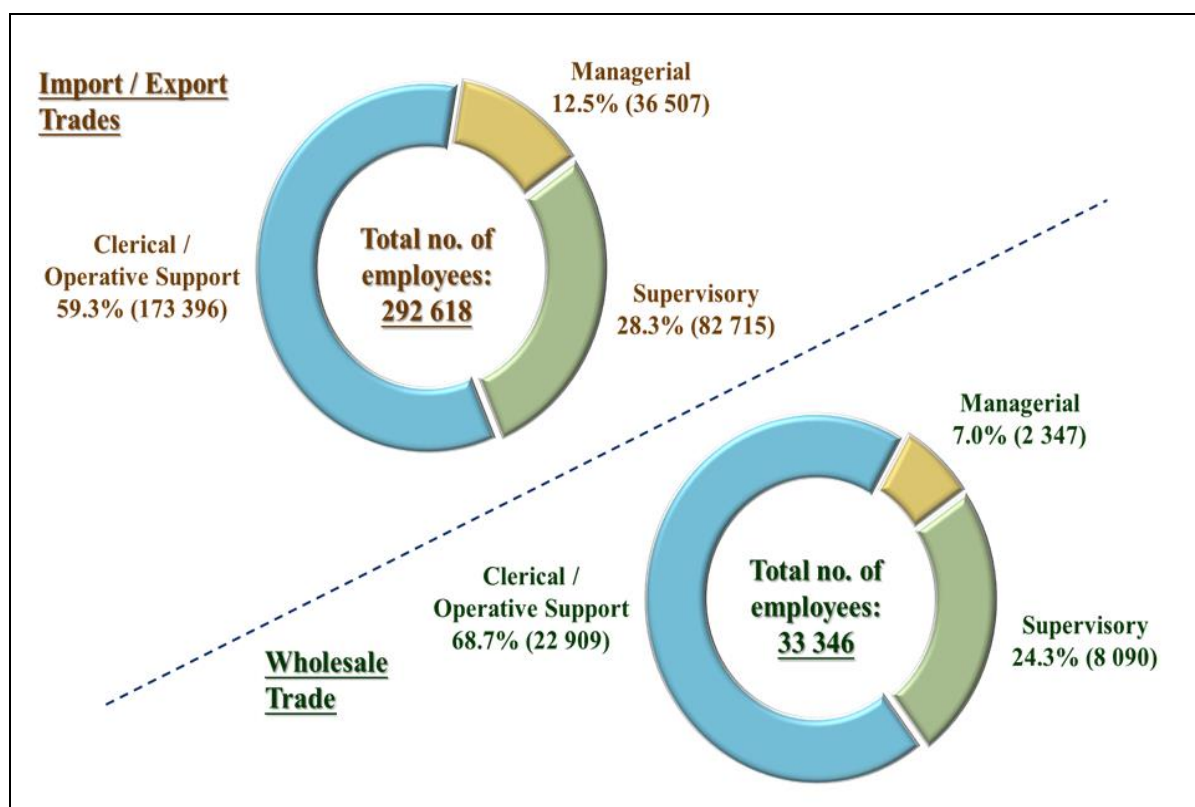 Import / Export
Trades
Managerial
12.5% (36 507)
Clerical /
Operative Support
59.3% (173 396)
Total no. of
employees:
292 618
Supervisory
28.3% (82 715)
Wholesale
Trade
Managerial
7.0% (2 347)
Clerical /
Operative Support
68.7% (22 909)
Total no. of
employees:
33 346
Supervisory
24.3% (8 090)